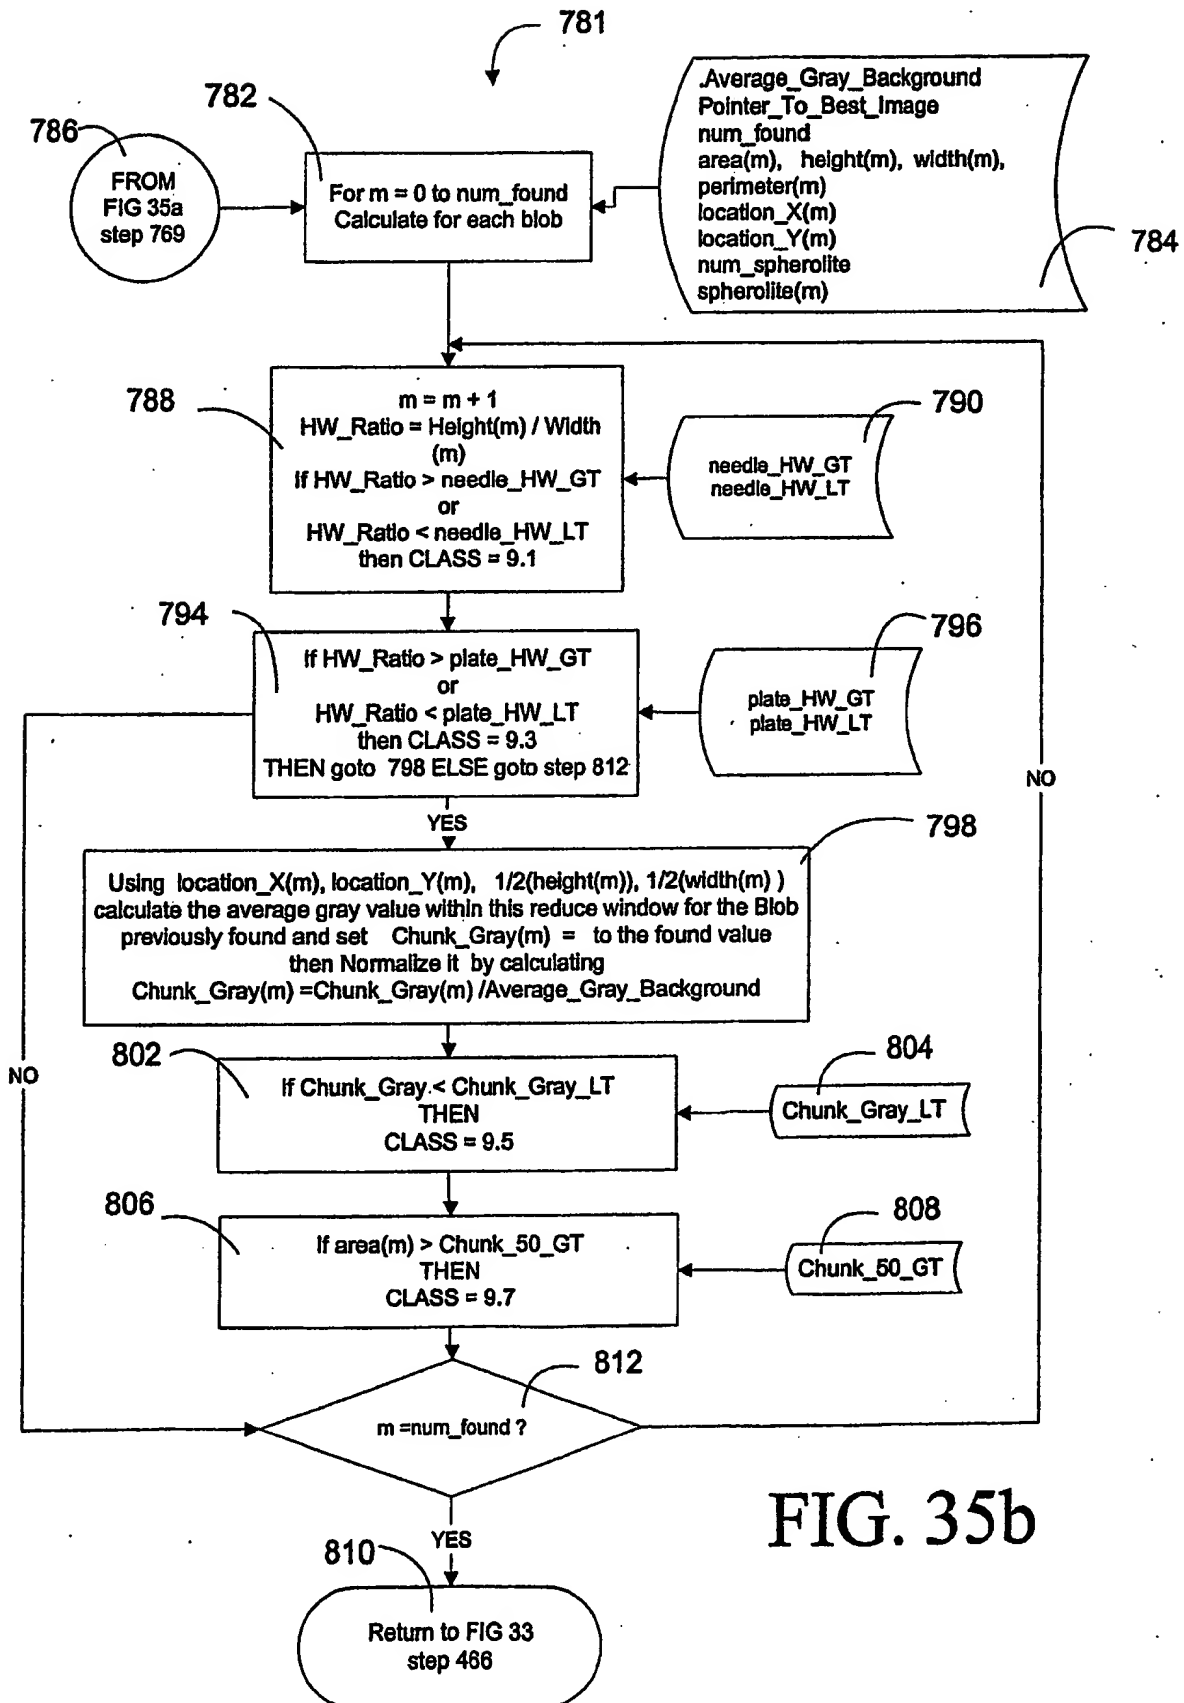 781
782
786
FROM
FIG 35a
step 769
For m = 0 to num_found
Calculate for each blob
.Average_Gray_Background
Pointer_To_Best_Image
num_found
area(m), height(m), width(m),
perimeter(m)
location_X(m)
location_Y(m)
num_spherolite
spherolite(m)
784
788
m = m + 1
HW_Ratio = Height(m) / Width
(m)
If HW_Ratio > needle_HW_GT
or
HW_Ratio < needle_HW_LT
then CLASS = 9.1
790
needle_HW_GT
needle_HW_LT
794
If HW_Ratio > plate_HW_GT
or
HW_Ratio < plate_HW_LT
then CLASS = 9.3
THEN goto 798 ELSE goto step 812
796
plate_HW_GT
plate_HW_LT
NO
YES
798
Using location_X(m), location_Y(m), 1/2(height(m)), 1/2(width(m) )
calculate the average gray value within this reduce window for the Blob
previously found and set Chunk_Gray(m) = to the found value
then Normalize it by calculating
Chunk_Gray(m) =Chunk_Gray(m) /Average_Gray_Background
802
If Chunk_Gray.< Chunk_Gray_LT
THEN
CLASS = 9.5
804
Chunk_Gray_LT
NO
806
If area(m) > Chunk_50_GT
THEN
CLASS = 9.7
808
Chunk_50_GT
812
m =num_found ?
YES
810
Return to FIG 33
step 466
FIG. 35b